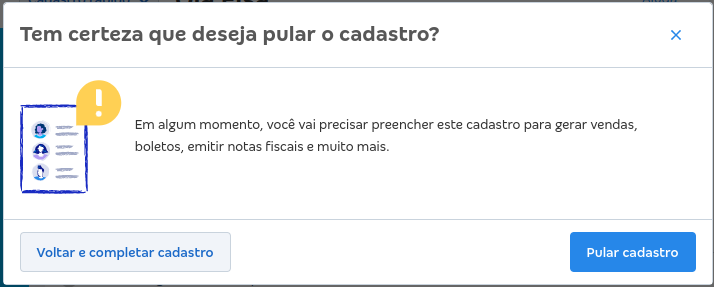 Tem certeza que deseja pular o cadastro?
Em algum momento, você vai precisar preencher este cadastro para gerar vendas,
boletos, emitir notas fiscais e muito mais.
Voltar e completar cadastro
Pular cadastro